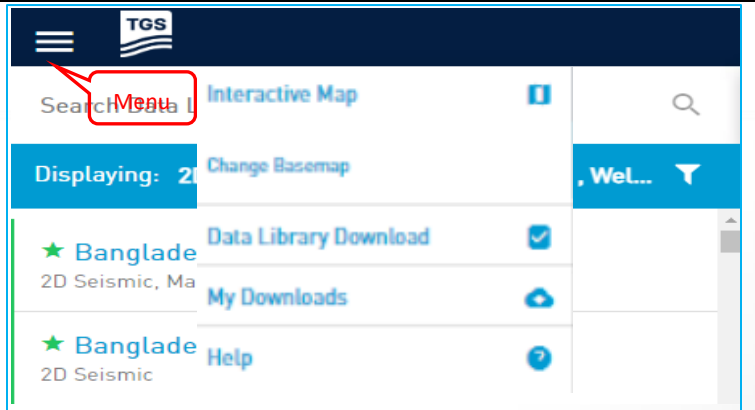 TGS
Menu
Search Data L
Interactive Map
Displaying: 2
Change Basemap
, Wel...
Banglade
2D Seismic, Ma
Data Library Download
My Downloads
Banglade
2D Seismic
Help